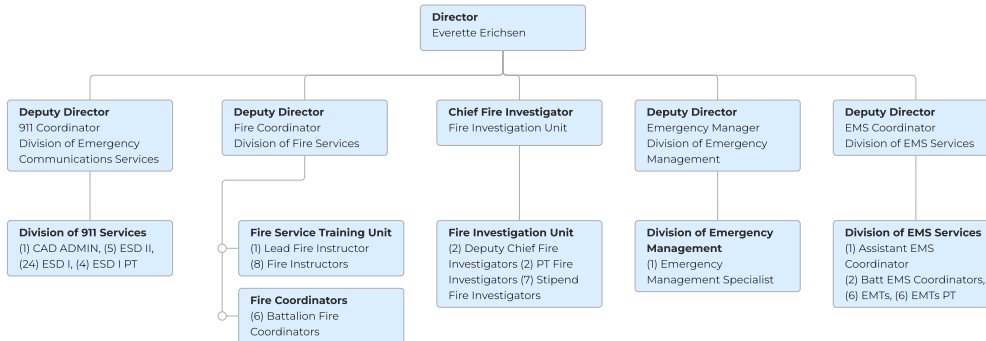 Director
Everette Erichsen
Deputy Director
911 Coordinator
Division of Emergency
Communications Services
Deputy Director
Fire Coordinator
Division of Fire Services
Chief Fire Investigator
Fire Investigation Unit
Deputy Director
Emergency Manager
Division of Emergency
Management
Deputy Director
EMS Coordinator
Division of EMS Services
Division of 911 Services
(1) CAD ADMIN, (5) ESD II,
(24) ESD I, (4) ESD I PT
Fire Service Training Unit
(1) Lead Fire Instructor
(8) Fire Instructors
Fire Coordinators
(6) Battalion Fire
Coordinators
Fire Investigation Unit
(2) Deputy Chief Fire
Investigators (2) PT Fire
Investigators (7) Stipend
Fire Investigators
Division of Emergency
Management
(1) Emergency
Management Specialist
Division of EMS Services
(1) Assistant EMS
Coordinator
(2) Batt EMS Coordinators,
(6) EMTs, (6) EMTs PT